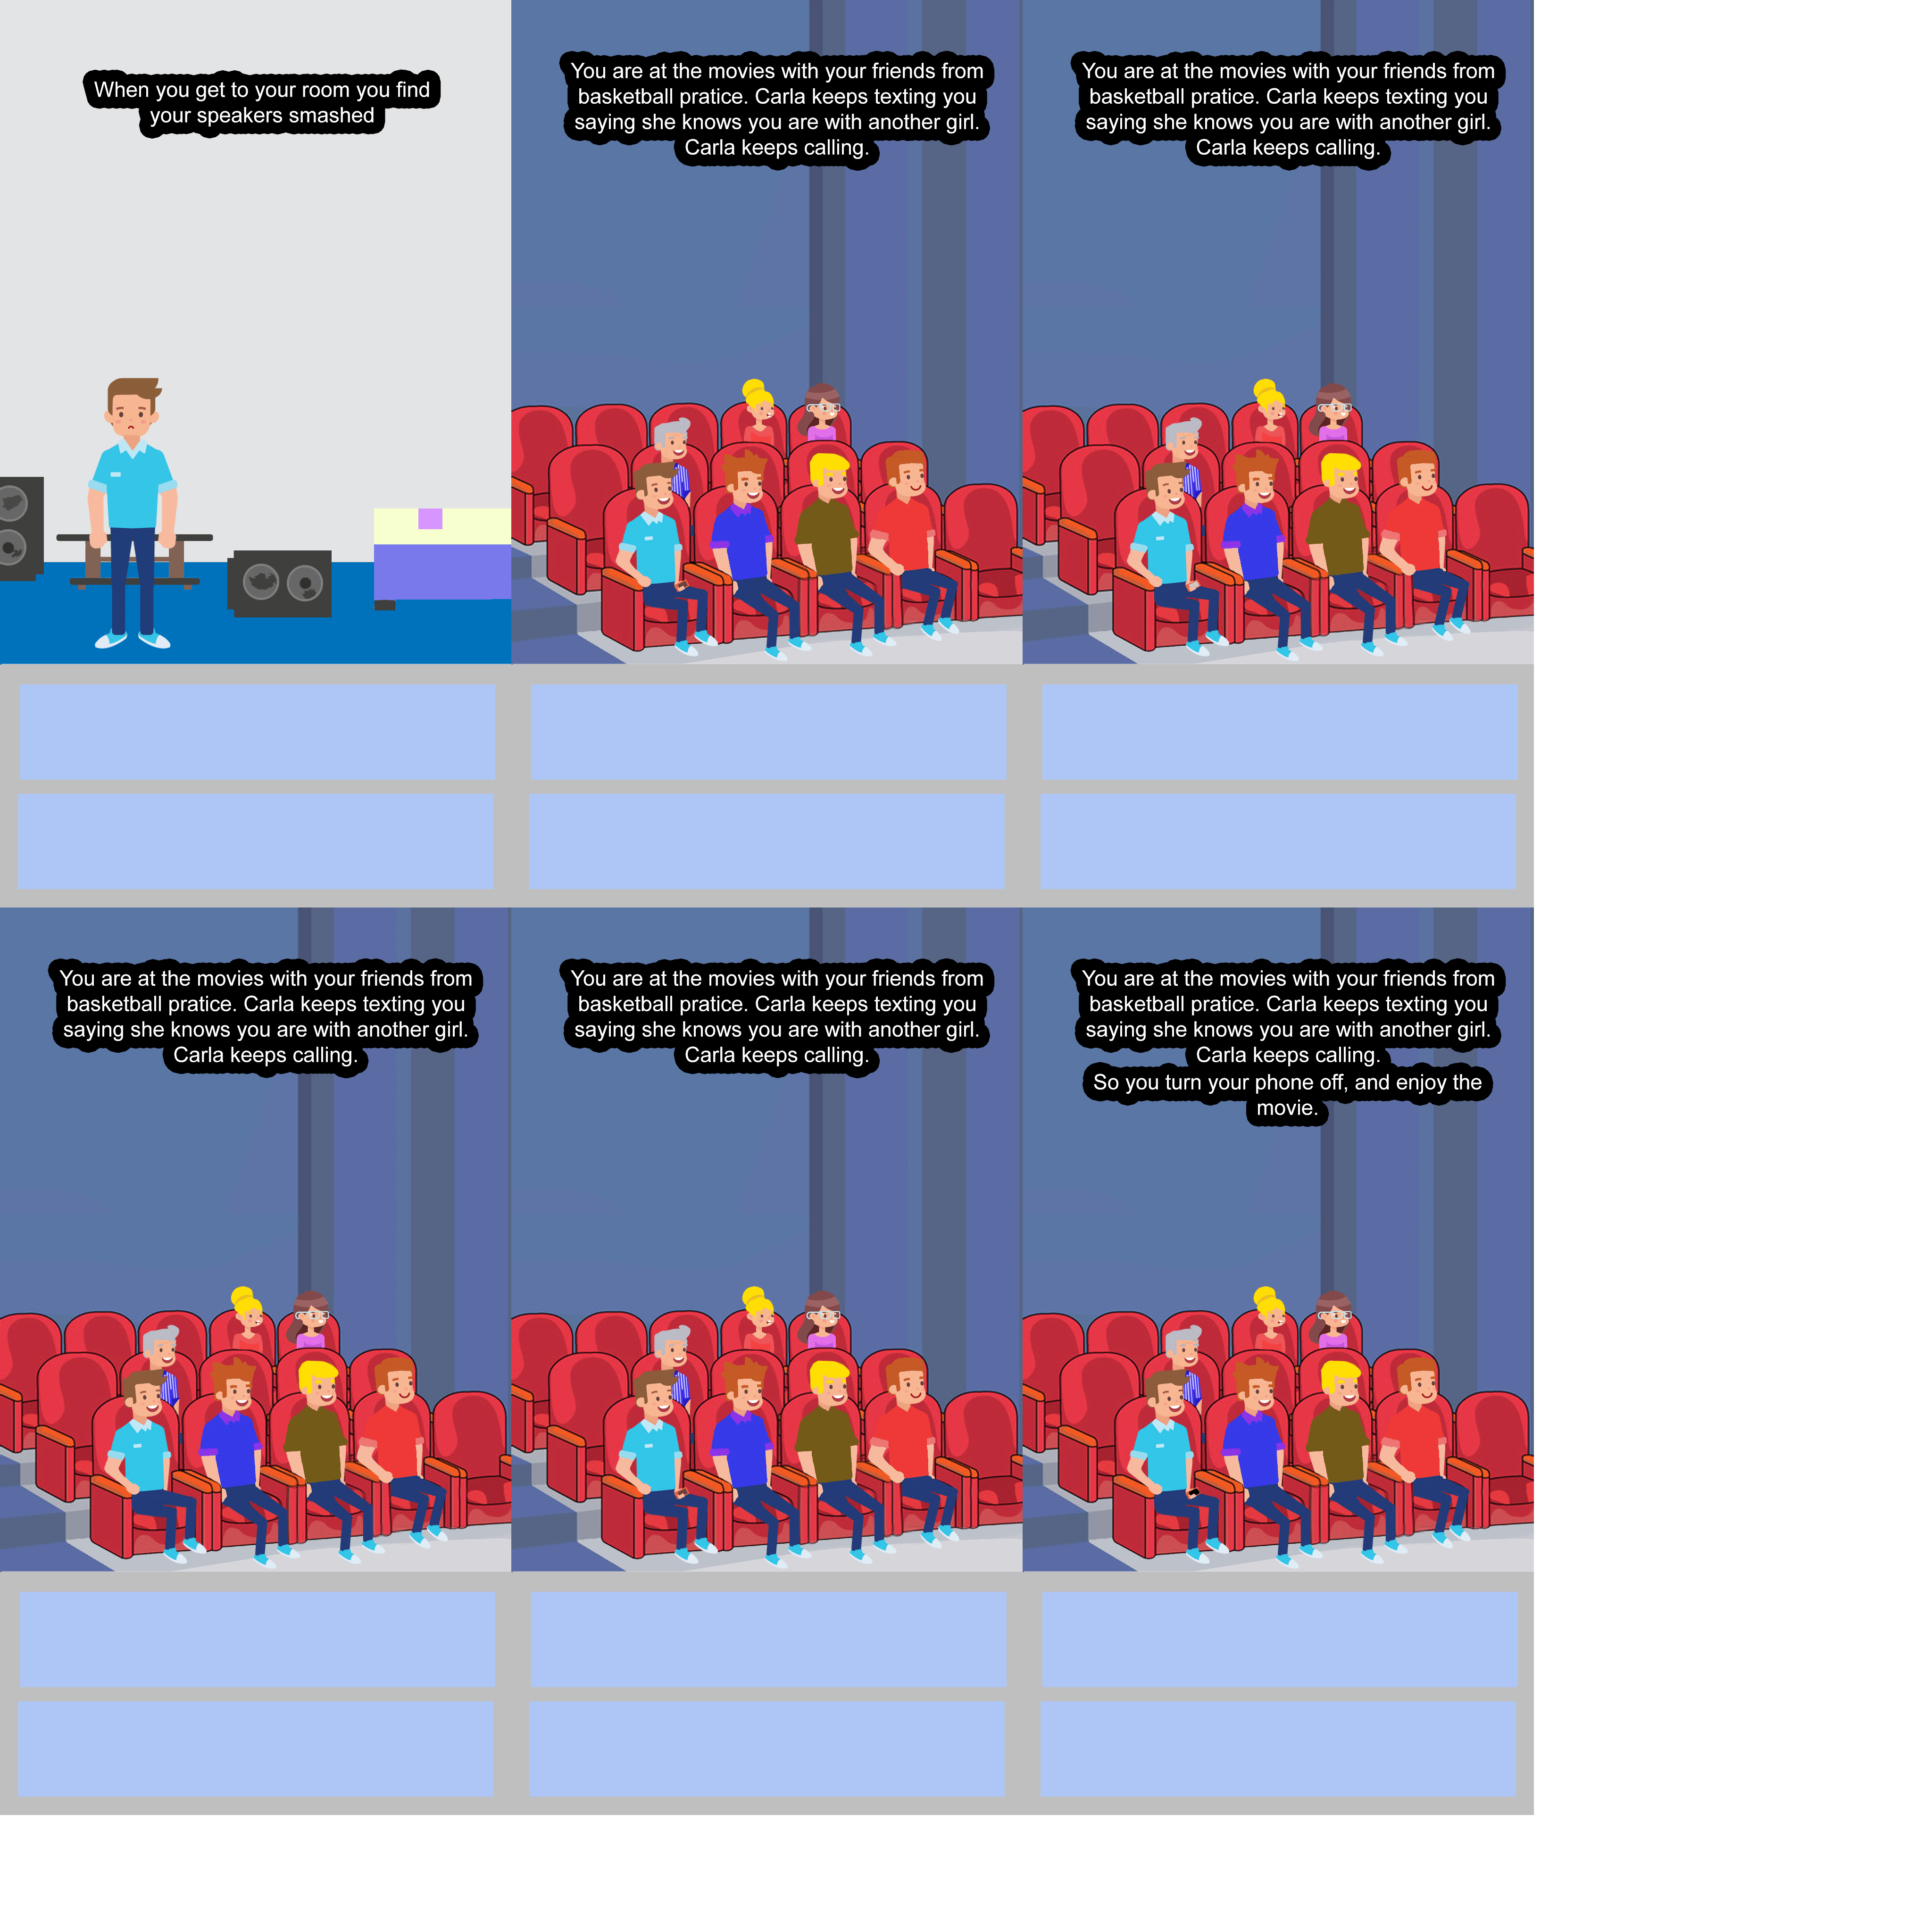 When you get to your room you find
your speakers smashed
You are at the movies with your friends from
basketball pratice. Carla keeps texting you
saying she knows you are with another girl.
Carla keeps calling.
You are at the movies with your friends from
basketball pratice. Carla keeps texting you
saying she knows you are with another girl.
Carla keeps calling.
You are at the movies with your friends from
basketball pratice. Carla keeps texting you
saying she knows you are with another girl.
Carla keeps calling.
You are at the movies with your friends from
basketball pratice. Carla keeps texting you
saying she knows you are with another girl.
Carla keeps calling.
You are at the movies with your friends from
basketball pratice. Carla keeps texting you
saying she knows you are with another girl.
Carla keeps calling.
So you turn your phone off, and enjoy the
movie.